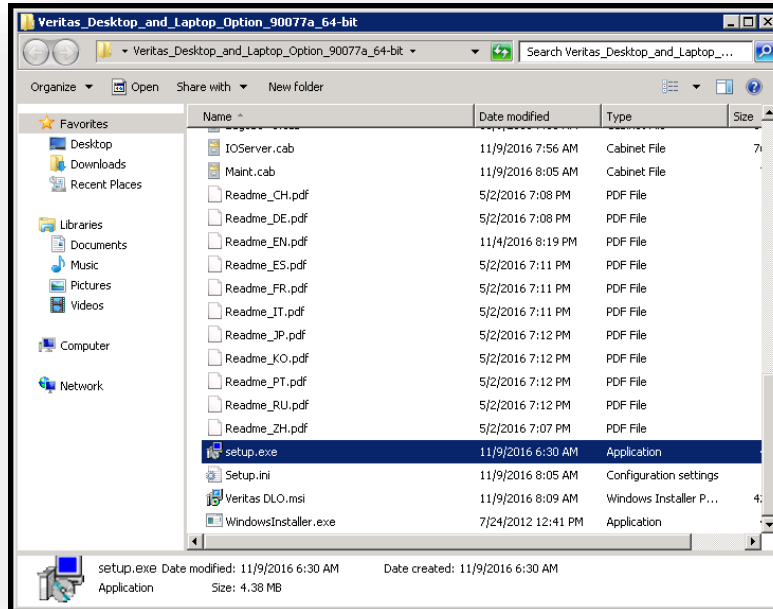 Veritas_Desktop_and_Laptop_Option_90077a_64-bit
Veritas_Desktop_and_Laptop_Option_90077a_64-bit Search Veritas_Desktop_and_Laptop_...
Organize Open Share with New folder
Favorites
Desktop
Downloads
Recent Places
Libraries
Documents
Music
Pictures
Videos
Computer
Network
Name Date modified Type Size
IOServer.cab 11/9/2016 7:56 AM Cabinet File
Maint.cab 11/9/2016 8:05 AM Cabinet File
Readme_CH.pdf 5/2/2016 7:08 PM PDF File
Readme_DE.pdf 5/2/2016 7:08 PM PDF File
Readme_EN.pdf 11/4/2016 8:19 PM PDF File
Readme_ES.pdf 5/2/2016 7:11 PM PDF File
Readme_FR.pdf 5/2/2016 7:11 PM PDF File
Readme_IT.pdf 5/2/2016 7:11 PM PDF File
Readme_JP.pdf 5/2/2016 7:12 PM PDF File
Readme_KO.pdf 5/2/2016 7:12 PM PDF File
Readme_PT.pdf 5/2/2016 7:12 PM PDF File
Readme_RU.pdf 5/2/2016 7:12 PM PDF File
Readme_ZH.pdf 5/2/2016 7:07 PM PDF File
setup.exe 11/9/2016 6:30 AM Application
Setup.ini 11/9/2016 8:05 AM Configuration settings
Veritas DLO.msi 11/9/2016 8:09 AM Windows Installer P...
WindowsInstaller.exe 7/24/2012 12:41 PM Application
setup.exe Date modified: 11/9/2016 6:30 AM Date created: 11/9/2016 6:30 AM
Application Size: 4.38 MB